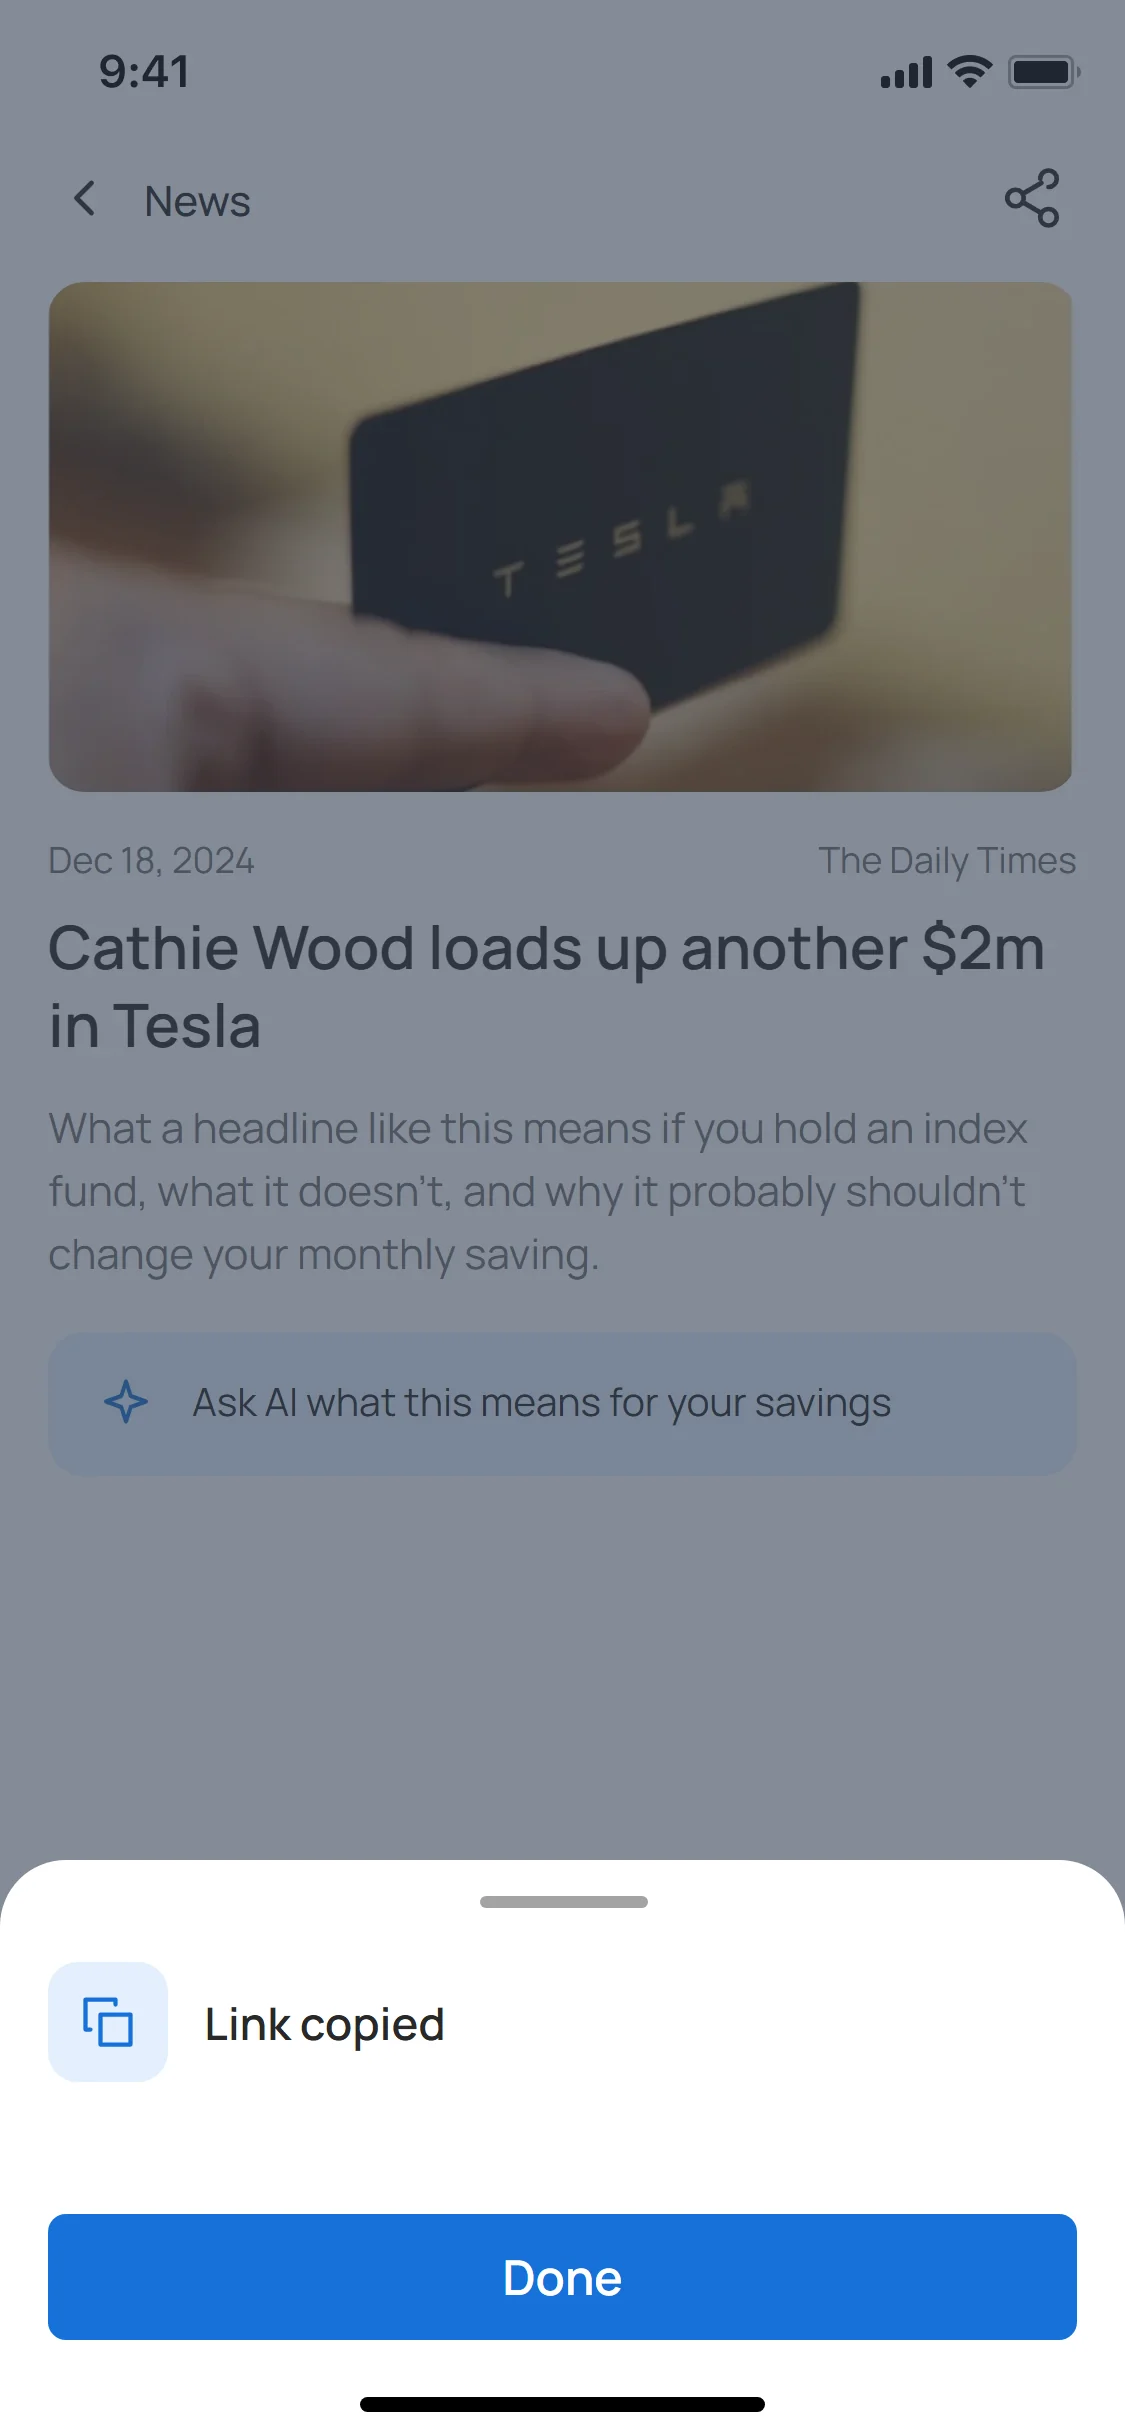 9:41
News
TESLA
Dec 18, 2024
The Daily Times
Cathie Wood loads up another $2m
in Tesla
What a headline like this means if you hold an index
fund, what it doesn’t, and why it probably shouldn’t
change your monthly saving.
Ask AI what this means for your savings
Link copied
Done